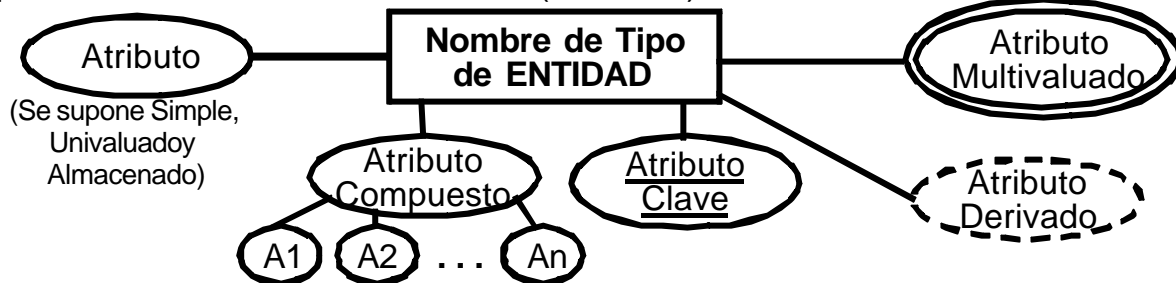 Atributo
(Se supone Simple,
Univaluadoy
Almacenado)
Nombre de Tipo
de ENTIDAD
Atributo
Multivaluado
Atributo
Compuesto
Atributo
Clave
Atributo
Derivado
A1
A2
...
An